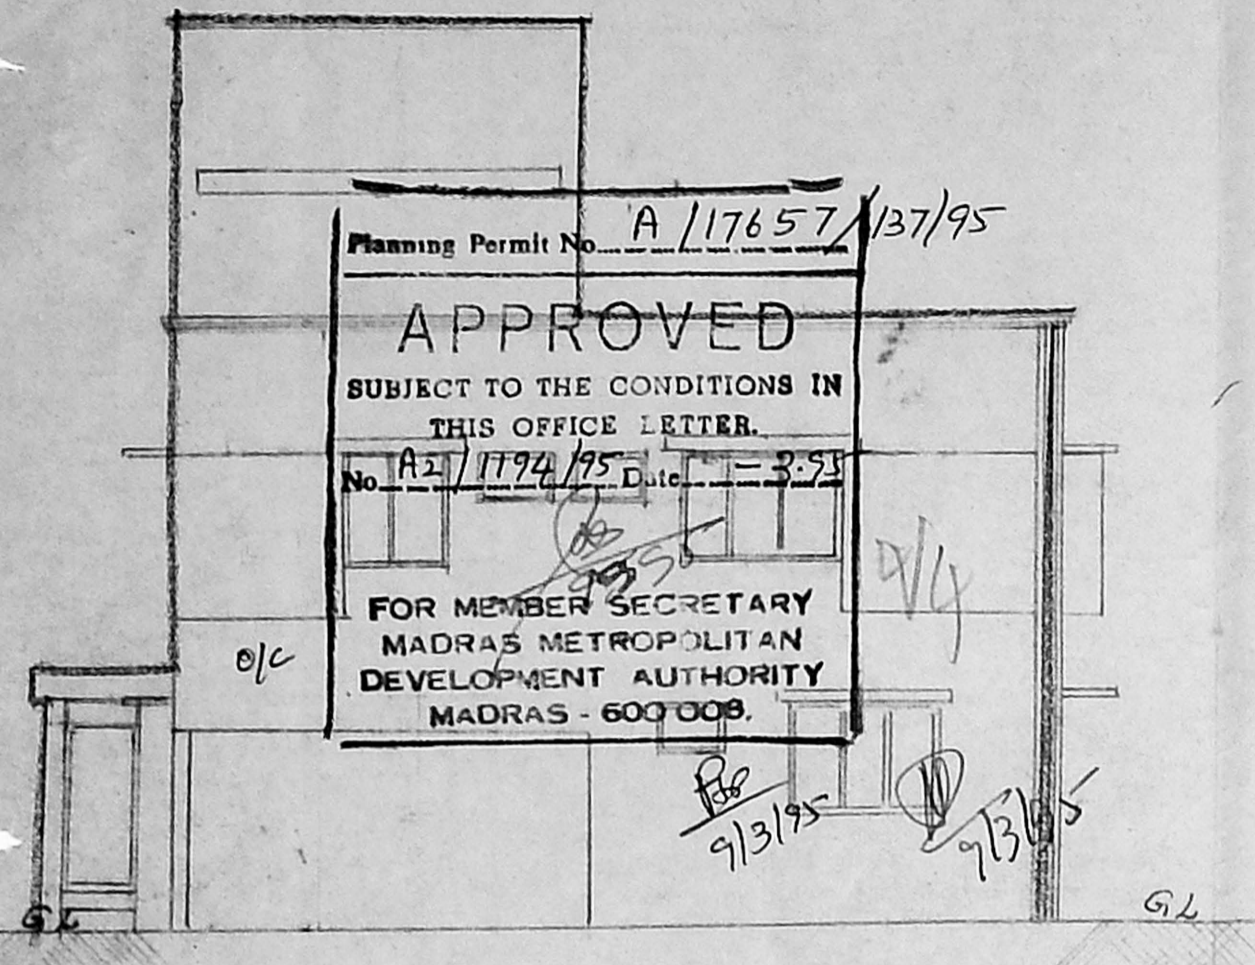 Planning Permit No. A/17657/137/95
APPROVED
SUBJECT TO THE CONDITIONS IN
THIS OFFICE LETTER.
No. A2/1194/95 Date - 3.95
FOR MEMBER SECRETARY
MADRAS METROPOLITAN
DEVELOPMENT AUTHORITY
MADRAS - 600 008.
O/C
9/3/95
9/3/95
GL
GL